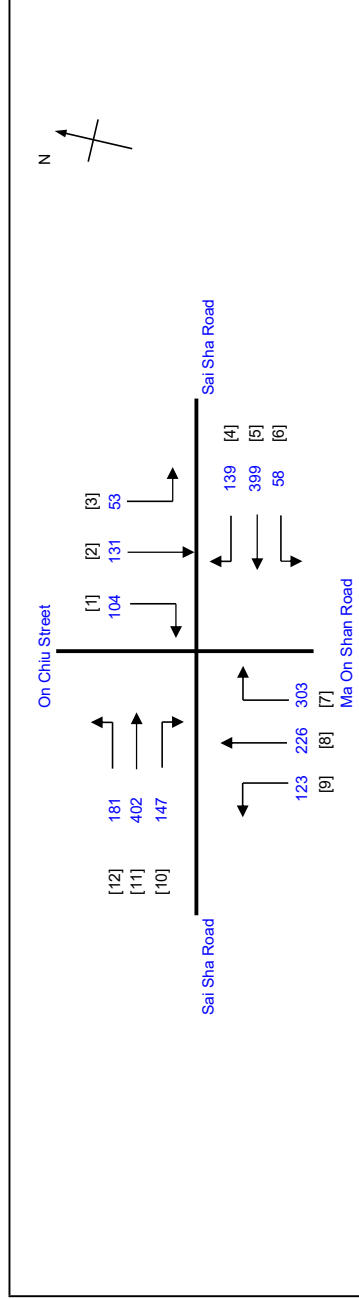 N
On Chiu Street
[1] [2] [3]
104 131 53
[12] 181
[11] 402
[10] 147
Sai Sha Road
Sai Sha Road
139 [4]
399 [5]
58 [6]
123 226 303
[9] [8] [7]
Ma On Shan Road